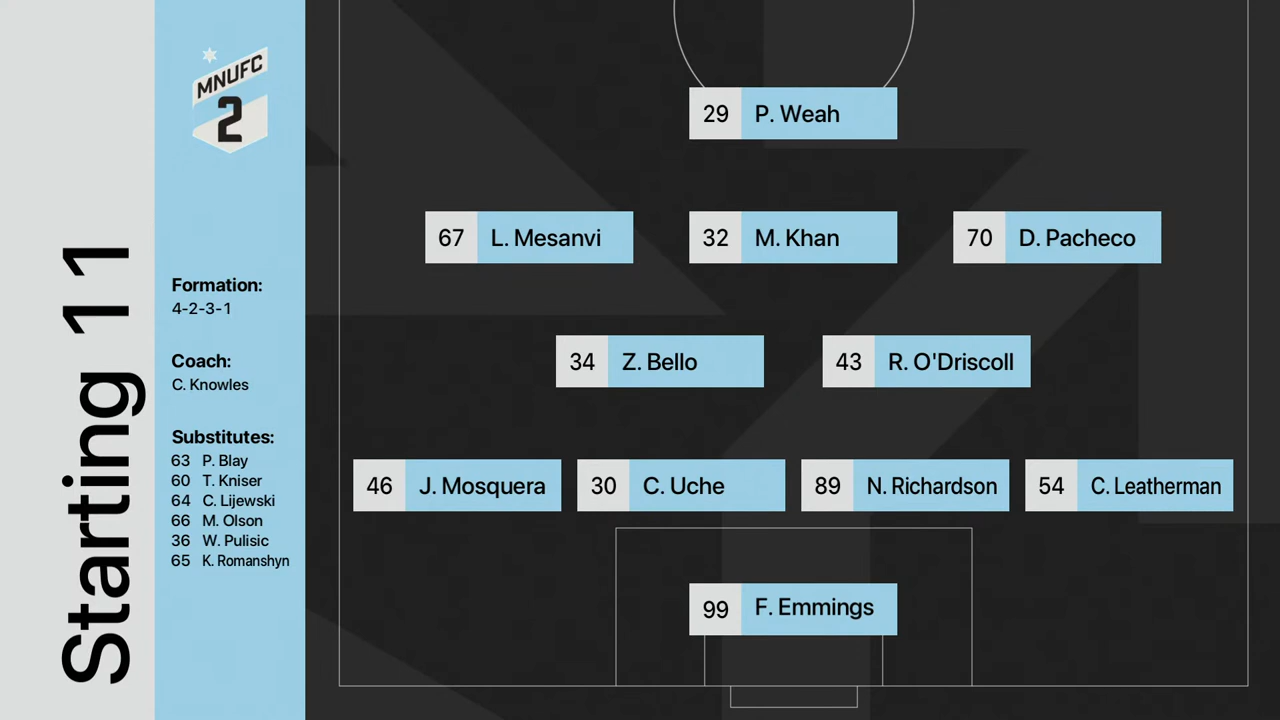 Starting 11
MNUFC
2
Formation:
4-2-3-1
Coach:
C. Knowles
Substitutes:
63 P. Blay
60 T. Kniser
64 C. Lijewski
66 M. Olson
36 W. Pulisic
65 K. Romanshyn
29 P. Weah
67 L. Mesanvi
32 M. Khan
70 D. Pacheco
34 Z. Bello
43 R. O'Driscoll
46 J. Mosquera
30 C. Uche
89 N. Richardson
54 C. Leatherman
99 F. Emmings